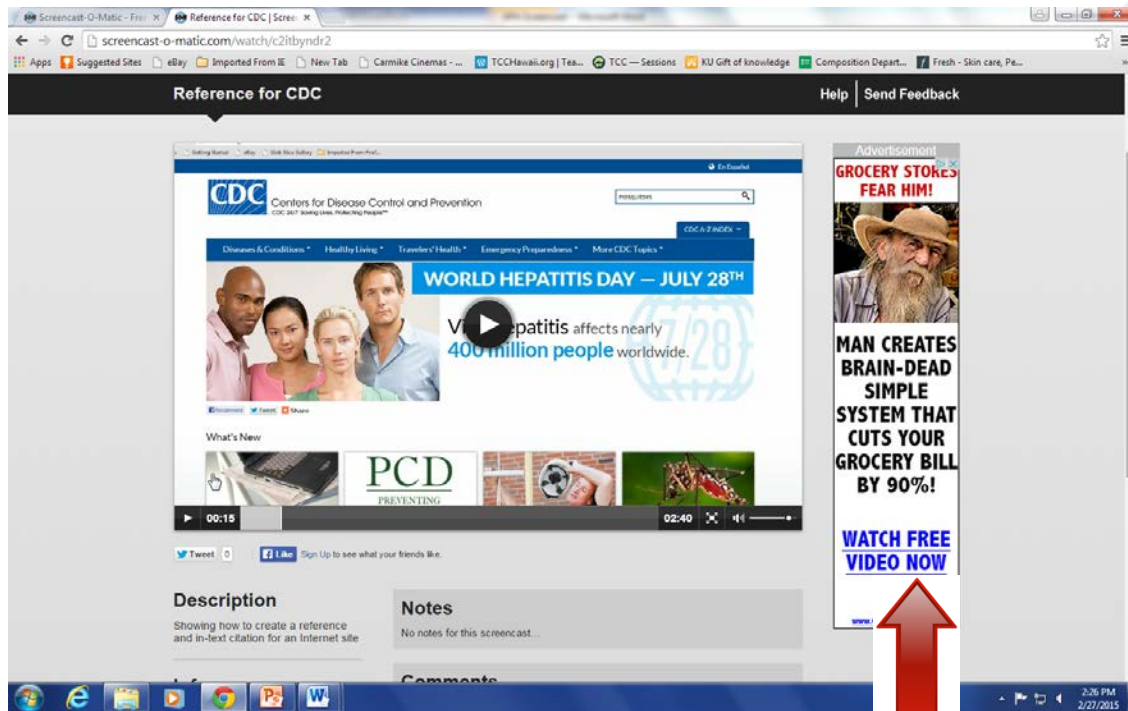 Screencast-O-Matic - Fre
Reference for CDC | Scree
screencast-o-matic.com/watch/c2itbyndr2
Apps Suggested Sites eBay Imported From IE New Tab Carmike Cinemas - ... TCCHawaii.org | Tea... TCC — Sessions KU Gift of knowledge Composition Depart... Fresh - Skin care, Pe...
Reference for CDC
Help Send Feedback
En Español
CDC Centers for Disease Control and Prevention
CDC 24/7: Saving Lives. Protecting People™
CDC A-Z INDEX
Diseases & Conditions Healthy Living Travelers' Health Emergency Preparedness More CDC Topics
WORLD HEPATITIS DAY — JULY 28TH
patitis affects nearly
400 million people worldwide.
7/28
Recommend Tweet Share
What's New
PCD
PREVENTING
00:15 02:40
Tweet 0 Like Sign Up to see what your friends like.
Description
Showing how to create a reference
and in-text citation for an Internet site
Notes
No notes for this screencast...
Comments
Advertisement
GROCERY STORES
FEAR HIM!
MAN CREATES
BRAIN-DEAD
SIMPLE
SYSTEM THAT
CUTS YOUR
GROCERY BILL
BY 90%!
WATCH FREE
VIDEO NOW
www.
2:26 PM
2/27/2015